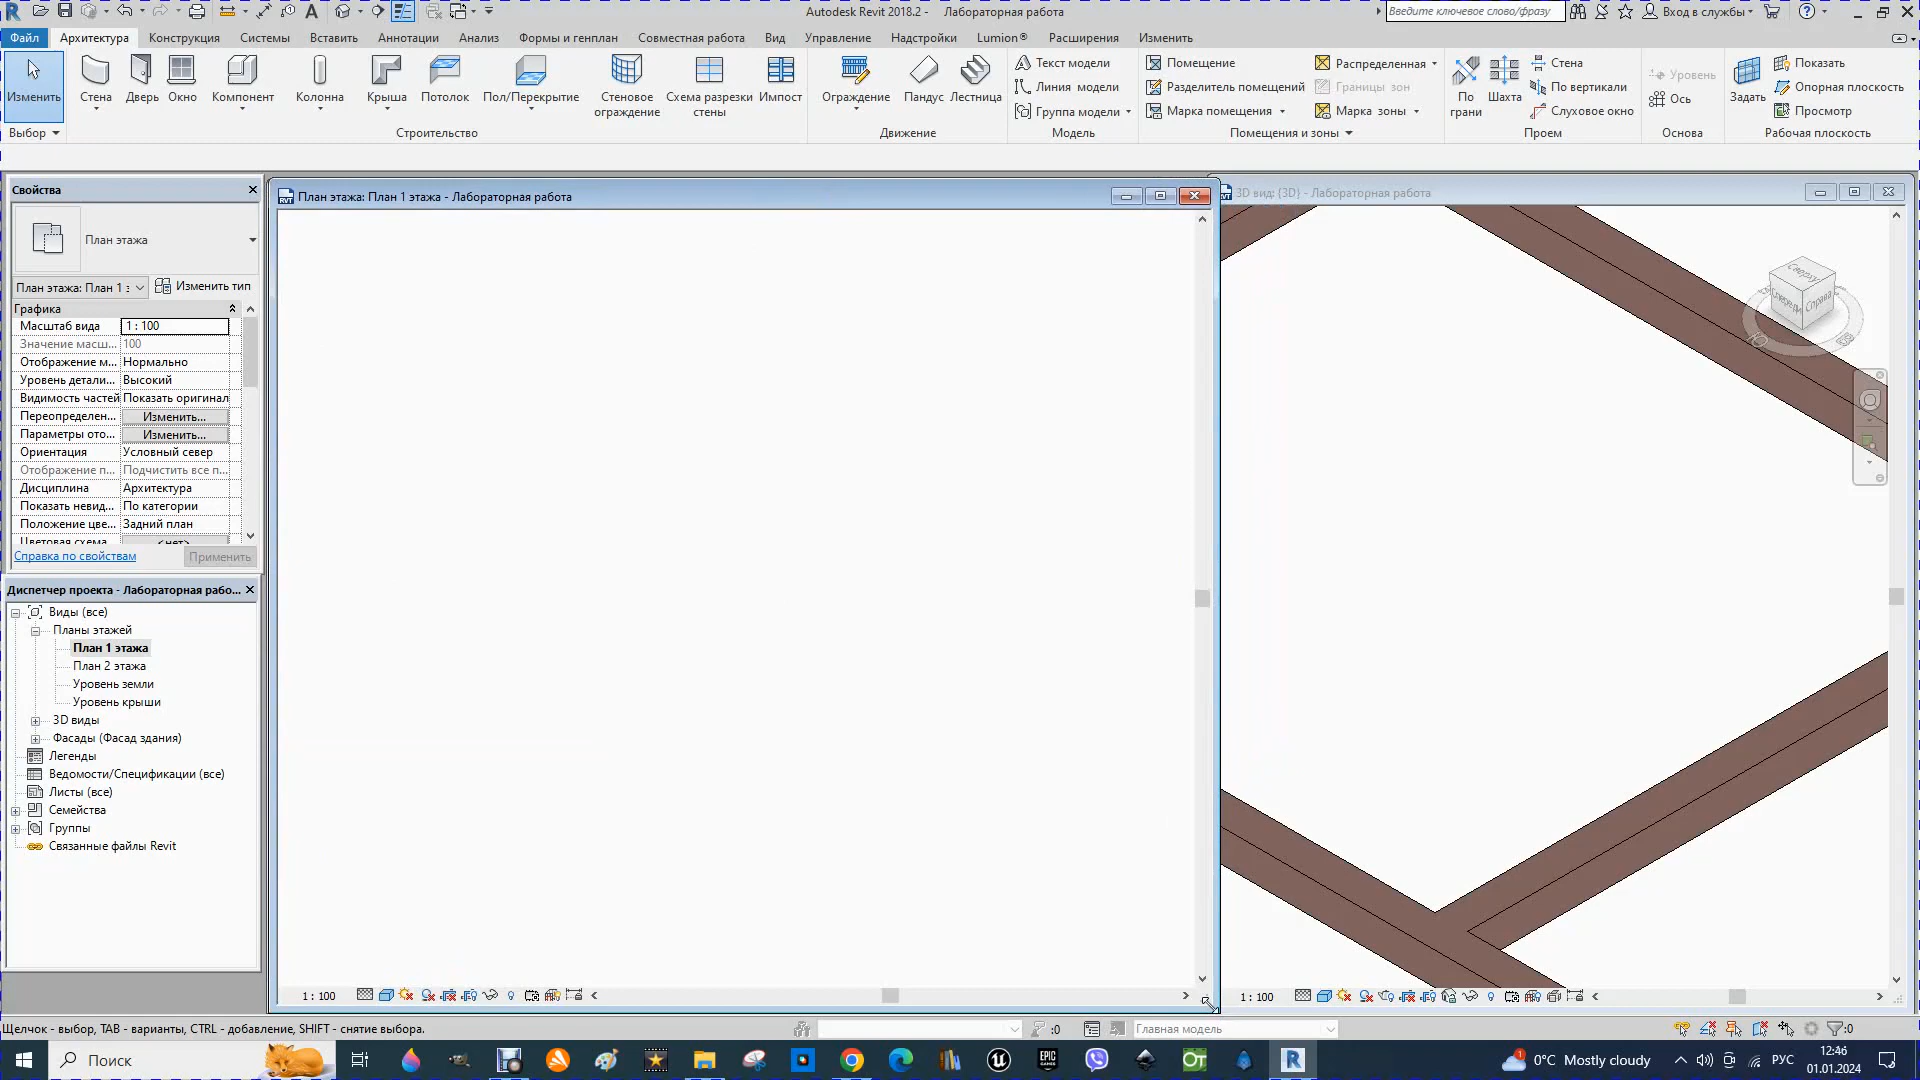 Autodesk Revit 2018.2 - Лабораторная работа
Введите ключевое слово/фразу
Вход в службы
Файл Архитектура Конструкция Системы Вставить Аннотации Анализ Формы и генплан Совместная работа Вид Управление Надстройки Lumion® Расширения Изменить
Изменить Стена Дверь Окно Компонент Колонна Крыша Потолок Пол/Перекрытие Стеновое ограждение Схема разрезки стены Импост Ограждение Пандус Лестница
Текст модели Помещение Распределенная Стена Показать
Линия модели Разделитель помещений Границы зон По вертикали Уровень Опорная плоскость
Группа модели Марка помещения Марка зоны По грани Шахта Слуховое окно Ось Задать Просмотр
Выбор Строительство Движение Модель Помещения и зоны Проем Основа Рабочая плоскость
Свойства
План этажа
План этажа: План 1 э
Изменить тип
Графика
Масштаб вида 1 : 100
Значение масш... 100
Отображение м... Нормально
Уровень детали... Высокий
Видимость частей Показать оригинал
Переопределен... Изменить...
Параметры ото... Изменить...
Ориентация Условный север
Отображение п... Подчистить все п...
Дисциплина Архитектура
Показать невид... По категории
Положение цве... Задний план
Цветовая схема <нет>
Справка по свойствам Применить
Диспетчер проекта - Лабораторная рабо...
Виды (все)
Планы этажей
План 1 этажа
План 2 этажа
Уровень земли
Уровень крыши
3D виды
Фасады (Фасад здания)
Легенды
Ведомости/Спецификации (все)
Листы (все)
Семейства
Группы
Связанные файлы Revit
План этажа: План 1 этажа - Лабораторная работа
3D вид: {3D} - Лабораторная работа
Сверху
Спереди
Справа
Ю
1 : 100
1 : 100
Щелчок - выбор, TAB - варианты, CTRL - добавление, SHIFT - снятие выбора.
:0
Главная модель
:0
Поиск
0°C Mostly cloudy
РУС
12:46
01.01.2024